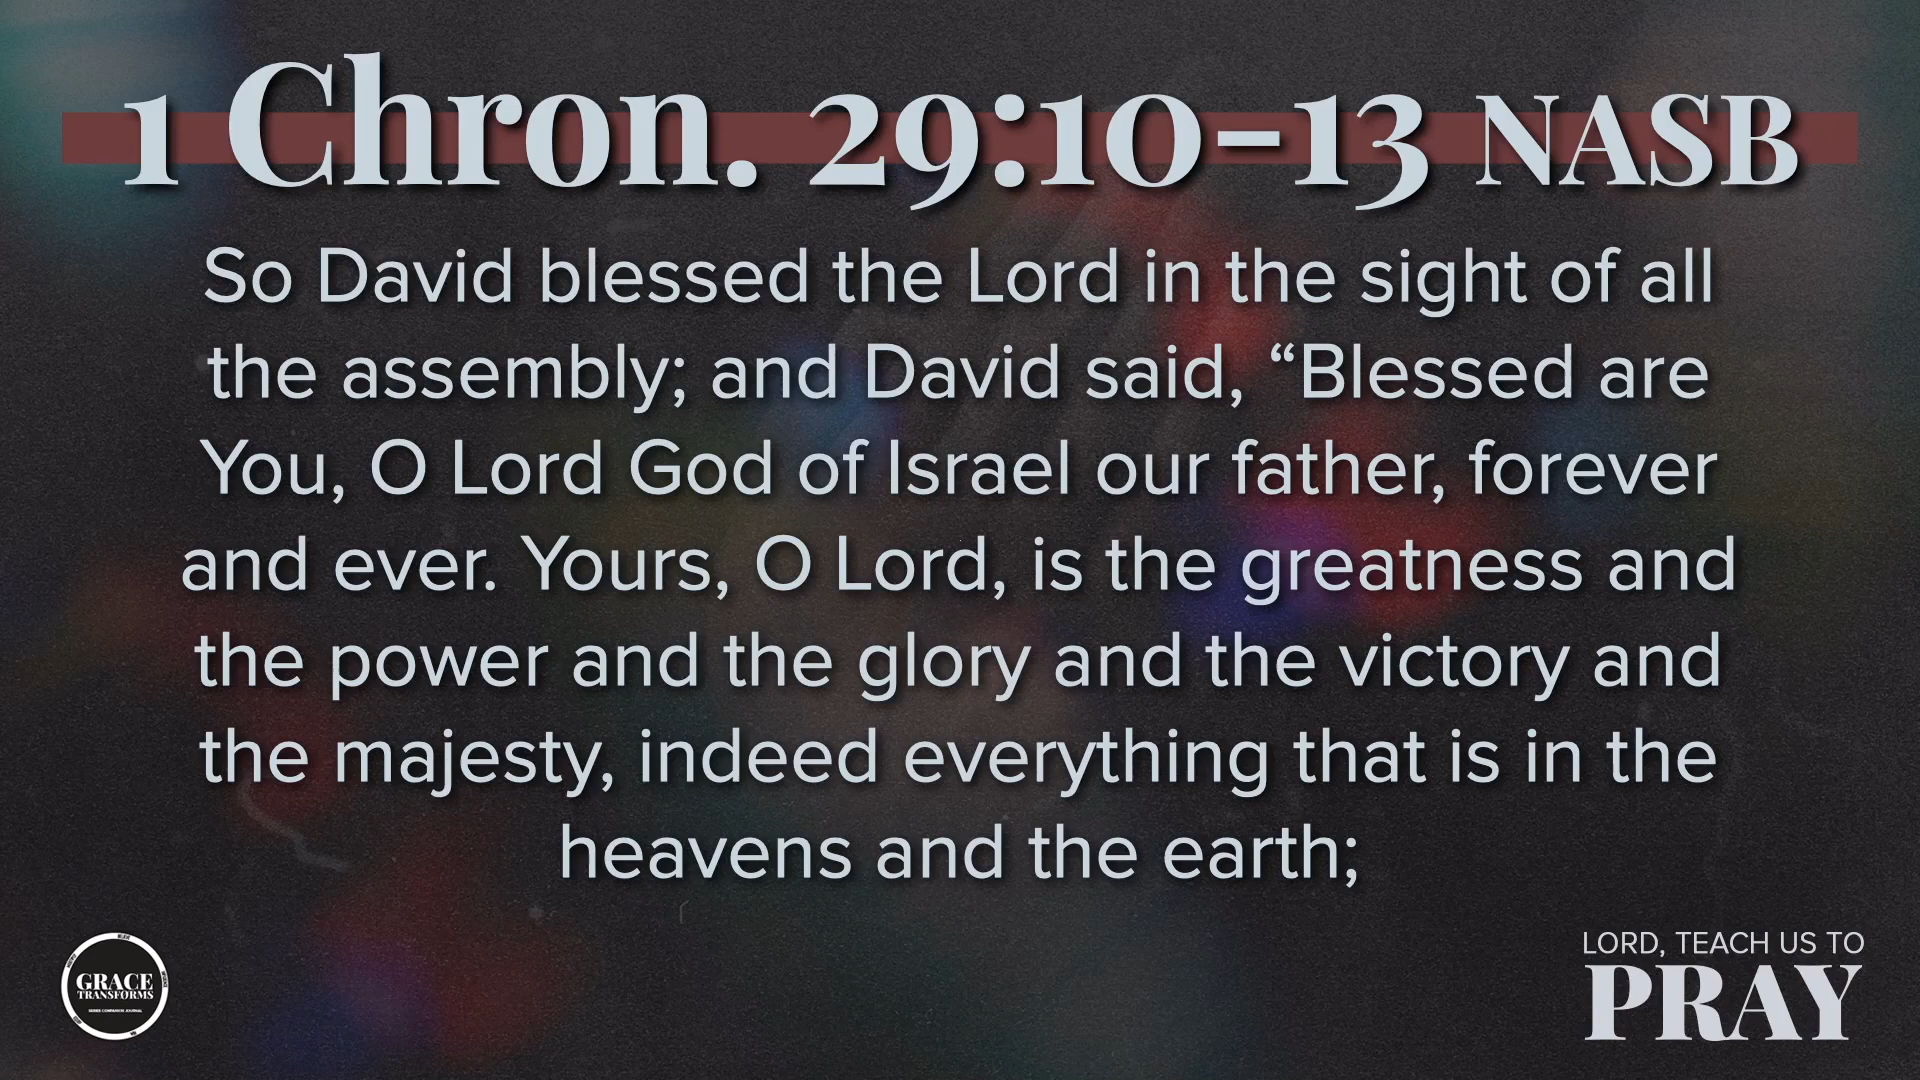 1 Chron. 29:10-13 NASB
So David blessed the Lord in the sight of all
the assembly; and David said, “Blessed are
You, O Lord God of Israel our father, forever
and ever. Yours, O Lord, is the greatness and
the power and the glory and the victory and
the majesty, indeed everything that is in the
heavens and the earth;
GRACE
TRANSFORMS
SERIES COMPANION JOURNAL
LORD, TEACH US TO
PRAY